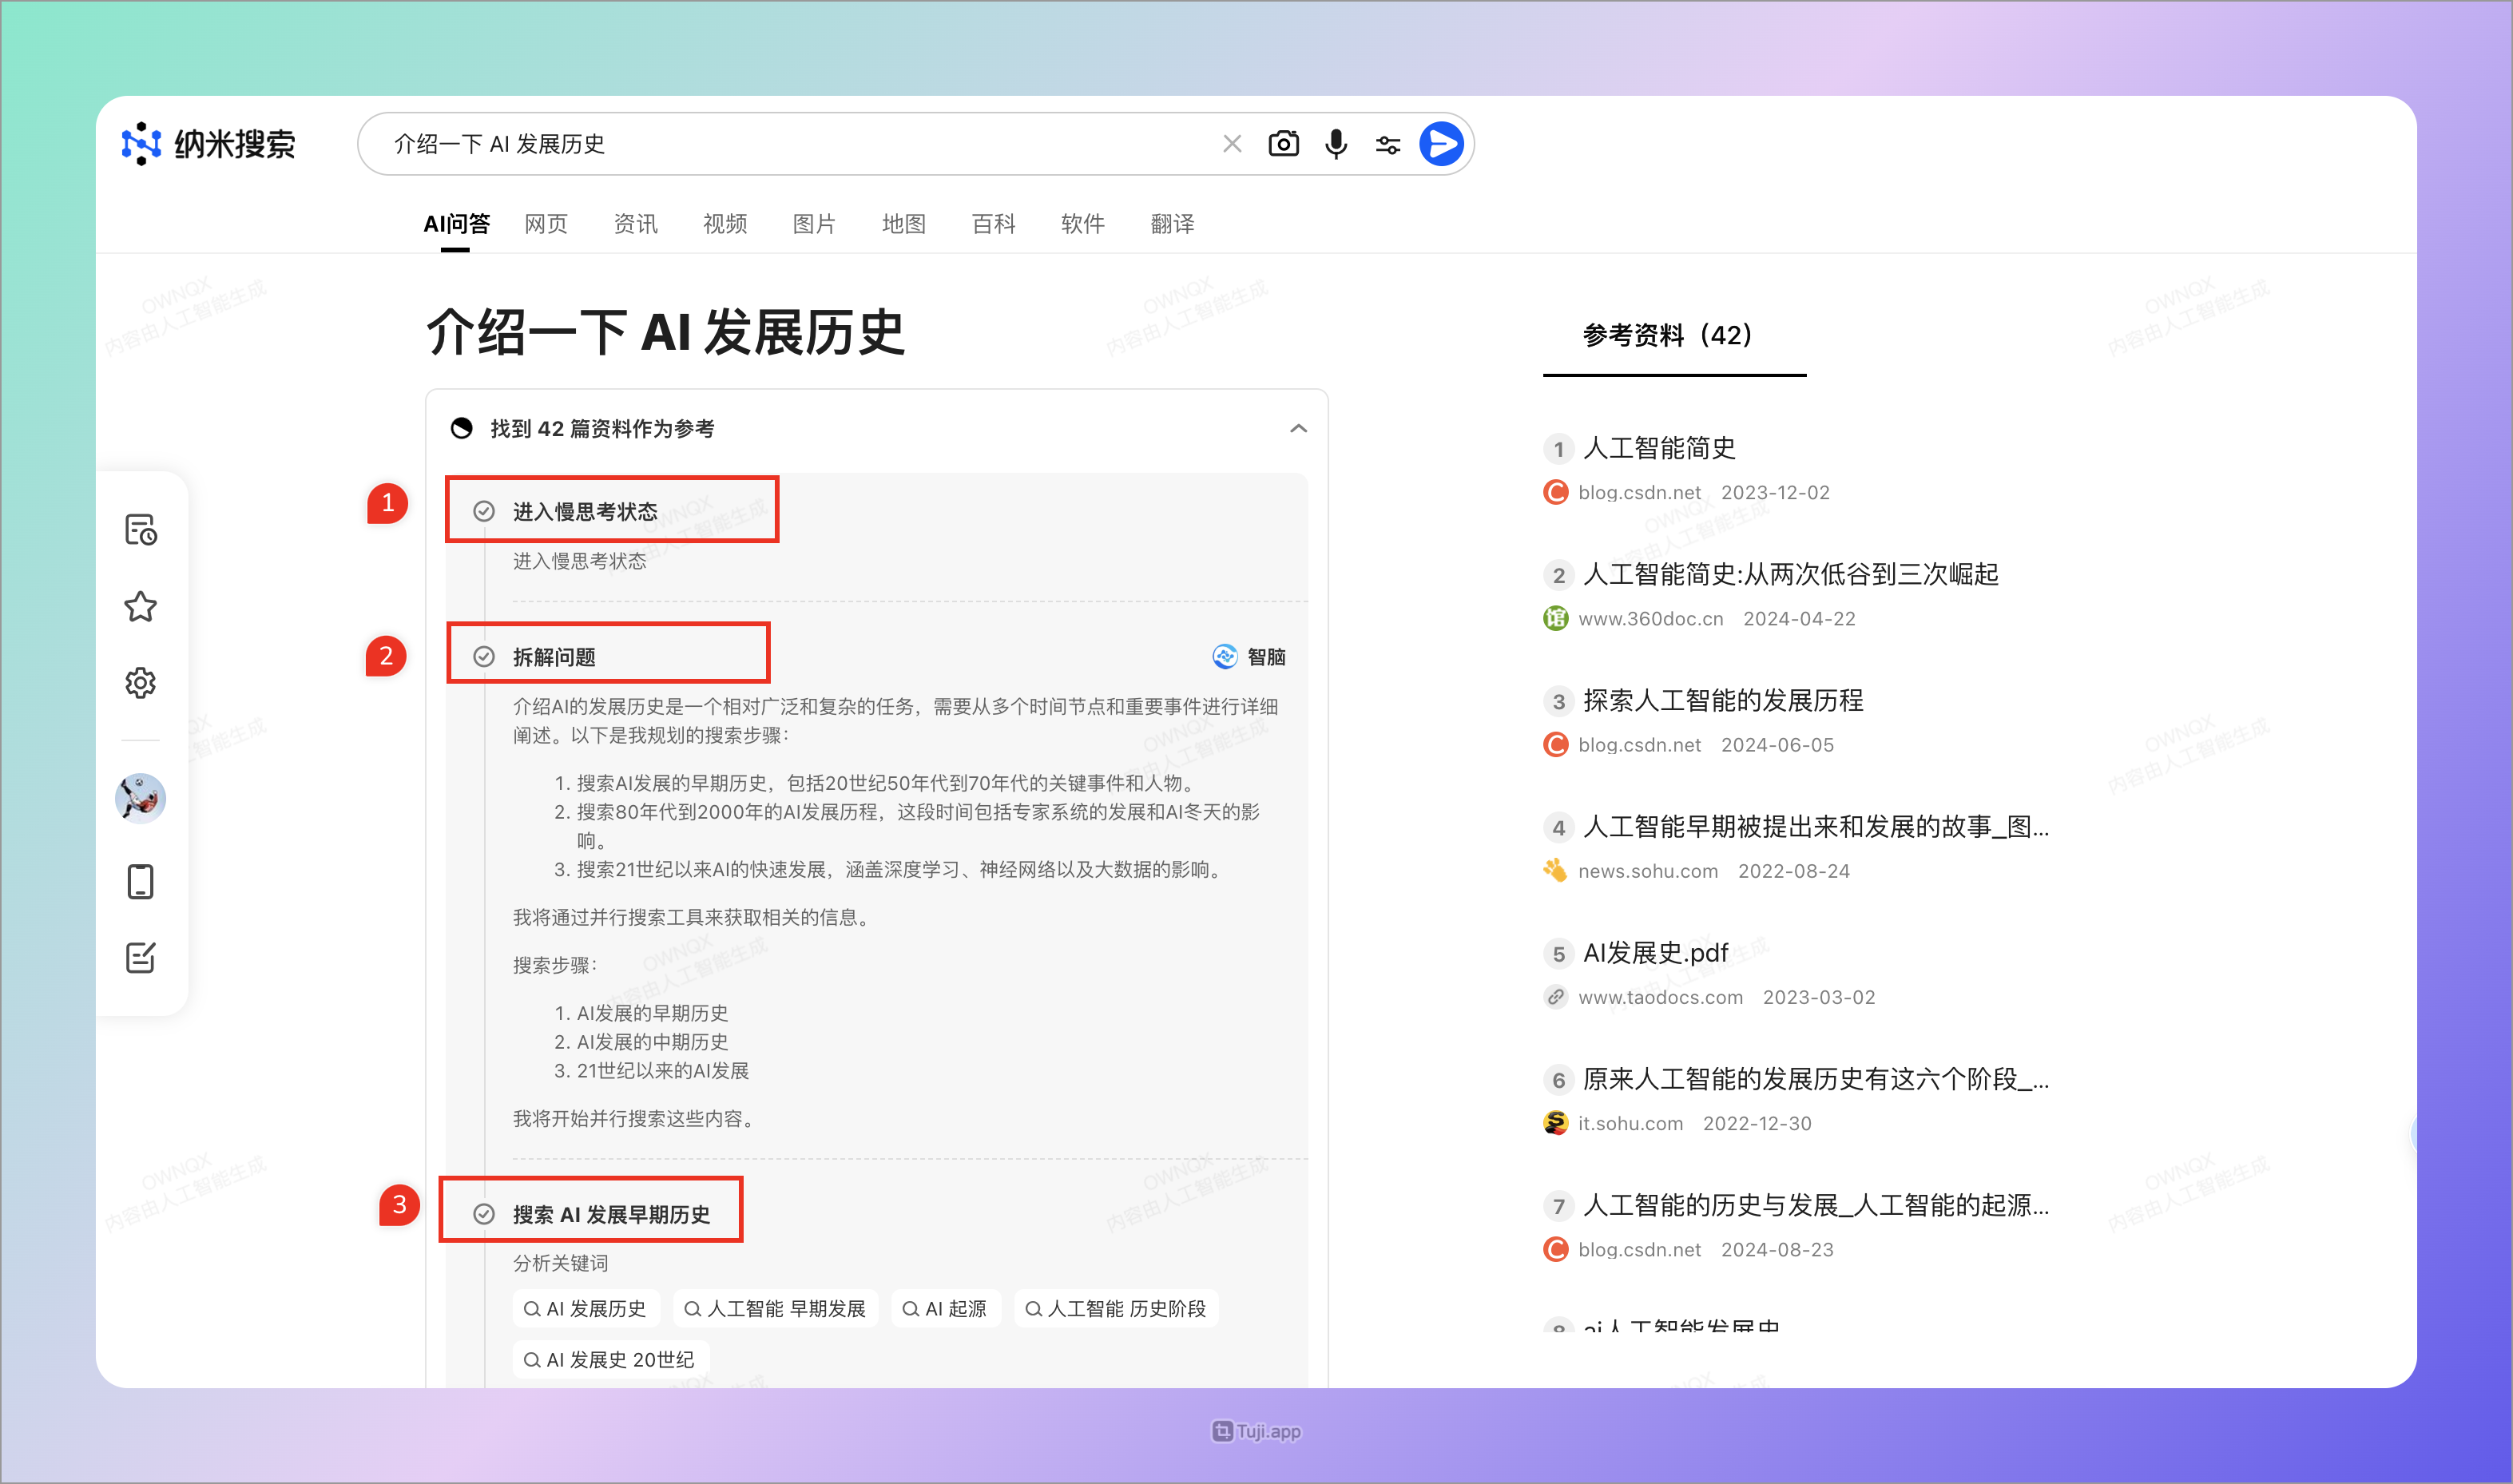 纳米搜索
介绍一下 AI 发展历史
AI问答 网页 资讯 视频 图片 地图 百科 软件 翻译
介绍一下 AI 发展历史
找到 42 篇资料作为参考
1
进入慢思考状态
进入慢思考状态
2
拆解问题
智脑
介绍AI的发展历史是一个相对广泛和复杂的任务，需要从多个时间节点和重要事件进行详细
阐述。以下是我规划的搜索步骤：
1. 搜索AI发展的早期历史，包括20世纪50年代到70年代的关键事件和人物。
2. 搜索80年代到2000年的AI发展历程，这段时间包括专家系统的发展和AI冬天的影
响。
3. 搜索21世纪以来AI的快速发展，涵盖深度学习、神经网络以及大数据的影响。
我将通过并行搜索工具来获取相关的信息。
搜索步骤：
1. AI发展的早期历史
2. AI发展的中期历史
3. 21世纪以来的AI发展
我将开始并行搜索这些内容。
3
搜索 AI 发展早期历史
分析关键词
AI 发展历史 人工智能 早期发展 AI 起源 人工智能 历史阶段
AI 发展史 20世纪
参考资料（42）
1 人工智能简史
blog.csdn.net 2023-12-02
2 人工智能简史:从两次低谷到三次崛起
馆 www.360doc.cn 2024-04-22
3 探索人工智能的发展历程
blog.csdn.net 2024-06-05
4 人工智能早期被提出来和发展的故事_图...
news.sohu.com 2022-08-24
5 AI发展史.pdf
www.taodocs.com 2023-03-02
6 原来人工智能的发展历史有这六个阶段_...
it.sohu.com 2022-12-30
7 人工智能的历史与发展_人工智能的起源...
blog.csdn.net 2024-08-23
8 ai人工智能发展史
OWNQX
内容由人工智能生成
Tuji.app